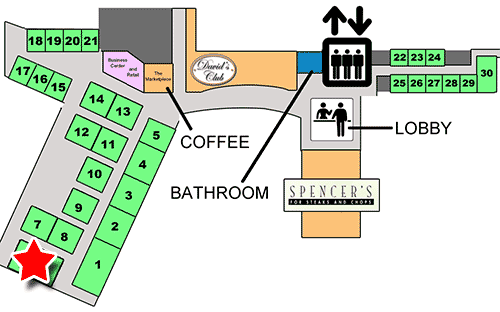 18 19 20 21
Business
Center
and
Retail
The
Marketplace
David's
Club
22 23 24
25 26 27 28 29
30
17 16 15
14 13
COFFEE
LOBBY
12 11
5
4
10
BATHROOM
3
9
SPENCER'S
FOR STEAKS AND CHOPS
7 8
2
1